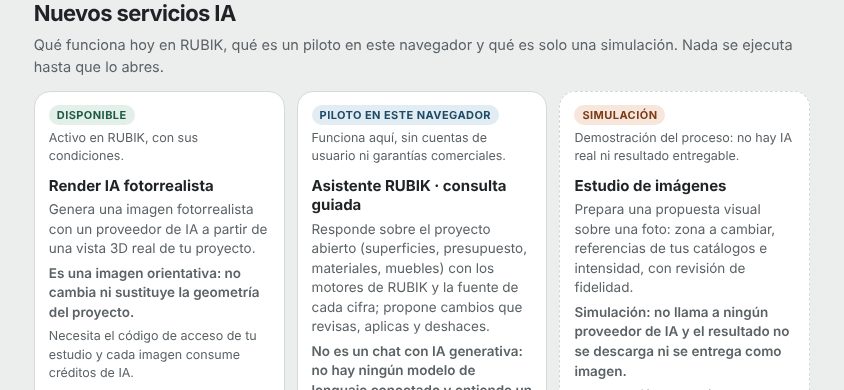 Nuevos servicios IA
Qué funciona hoy en RUBIK, qué es un piloto en este navegador y qué es solo una simulación. Nada se ejecuta
hasta que lo abres.
DISPONIBLE
Activo en RUBIK, con sus
condiciones.
Render IA fotorrealista
Genera una imagen fotorrealista
con un proveedor de IA a partir de
una vista 3D real de tu proyecto.
Es una imagen orientativa: no
cambia ni sustituye la geometría
del proyecto.
Necesita el código de acceso de tu
estudio y cada imagen consume
créditos de IA.
PILOTO EN ESTE NAVEGADOR
Funciona aquí, sin cuentas de
usuario ni garantías comerciales.
Asistente RUBIK · consulta
guiada
Responde sobre el proyecto
abierto (superficies, presupuesto,
materiales, muebles) con los
motores de RUBIK y la fuente de
cada cifra; propone cambios que
revisas, aplicas y deshaces.
No es un chat con IA generativa:
no hay ningún modelo de
lenguaje conectado y entiende un
SIMULACIÓN
Demostración del proceso: no hay IA
real ni resultado entregable.
Estudio de imágenes
Prepara una propuesta visual
sobre una foto: zona a cambiar,
referencias de tus catálogos e
intensidad, con revisión de
fidelidad.
Simulación: no llama a ningún
proveedor de IA y el resultado no
se descarga ni se entrega como
imagen.